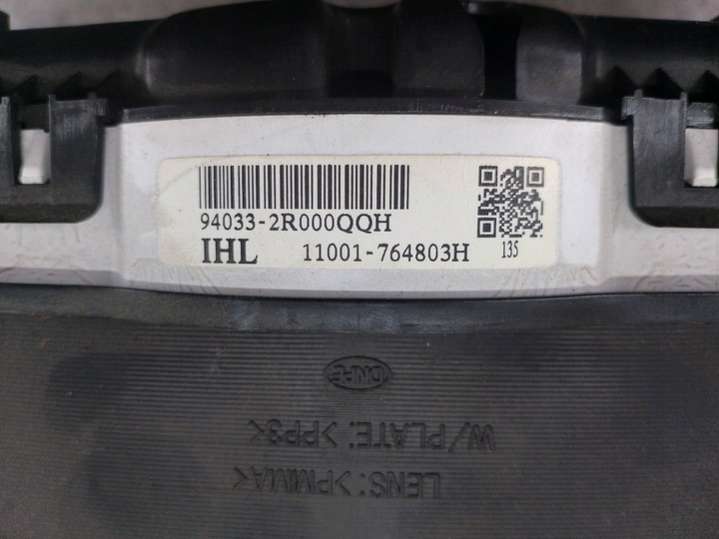 94033-2R000QQH
IHL 11001-764803H
135
W/PLATE: >PP3<
LENS: >PMMA<